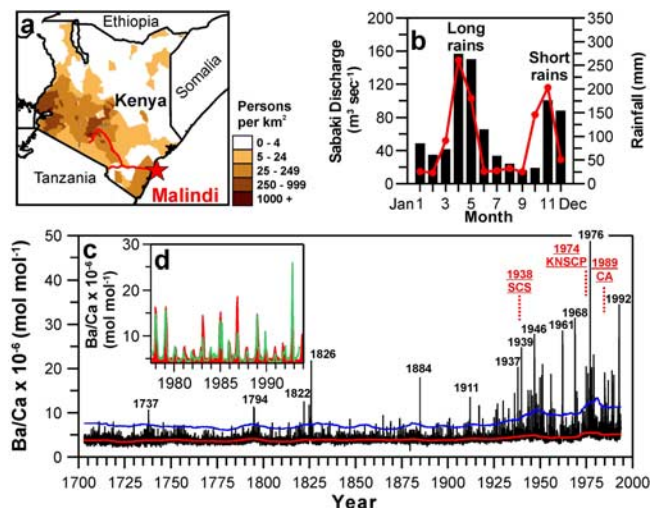 a
Ethiopia
Somalia
Kenya
Tanzania
Malindi
Persons
per km²
0 - 4
5 - 24
25 - 249
250 - 999
1000 +
b
Long
rains
Short
rains
Sabaki Discharge
(m³ sec⁻¹)
200
160
120
80
40
0
Rainfall (mm)
350
300
250
200
150
100
50
0
Jan 1 3 5 7 9 11 Dec
Month
c
Ba/Ca x 10⁻⁶ (mol mol⁻¹)
50
40
30
20
10
0
d
Ba/Ca x 10⁻⁶
(mol mol⁻¹)
30
20
10
1980 1985 1990
1737
1794
1822
1826
1884
1911
1937
1939
1946
1961
1968
1976
1992
1938
SCS
1974
KNSCP
1989
CA
1700 1725 1750 1775 1800 1825 1850 1875 1900 1925 1950 1975 2000
Year